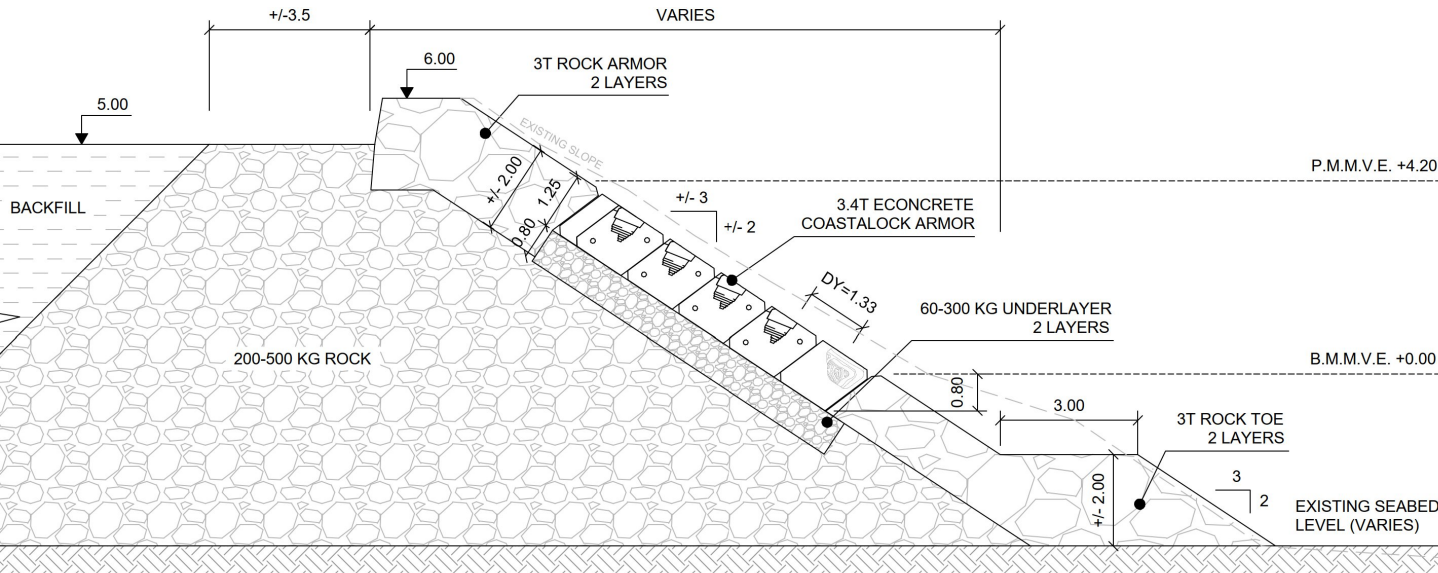 +/-3.5
VARIES
6.00
3T ROCK ARMOR
2 LAYERS
5.00
EXISTING SLOPE
P.M.M.V.E. +4.20
+/- 2.00
1.25
0.80
+/- 3
+/- 2
3.4T ECONCRETE
COASTALOCK ARMOR
BACKFILL
DY=1.33
60-300 KG UNDERLAYER
2 LAYERS
200-500 KG ROCK
B.M.M.V.E. +0.00
0.80
3.00
3T ROCK TOE
2 LAYERS
+/- 2.00
3
2
EXISTING SEABED
LEVEL (VARIES)